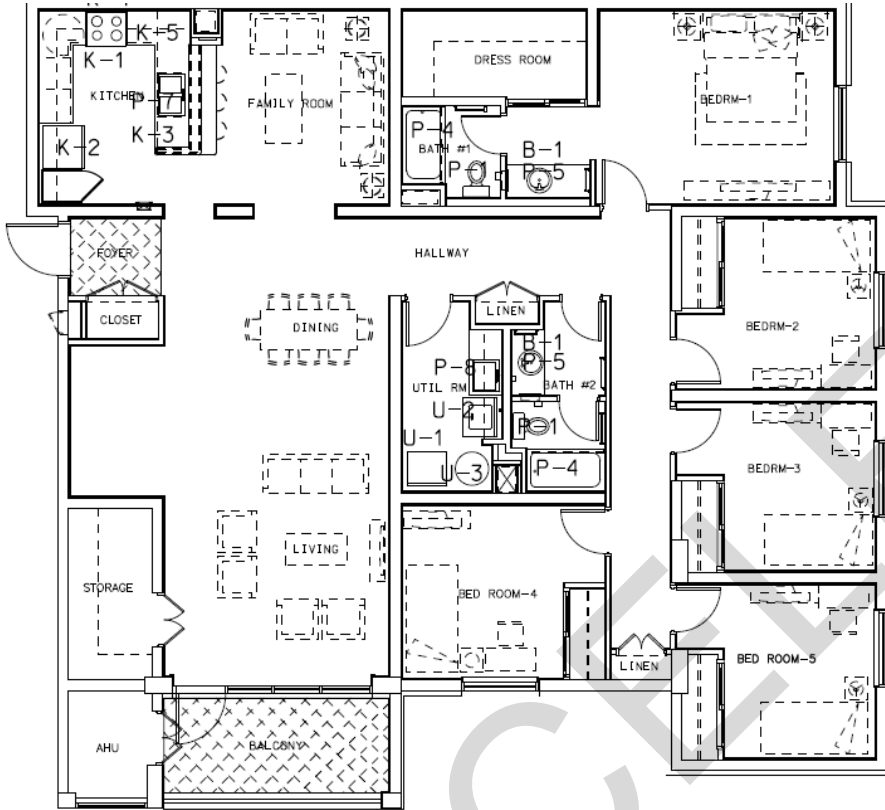 K-5
K-1
KITCHEN
P-7
K-3
K-2
FAMILY ROOM
DRESS ROOM
P-4
BATH #1
P-1
B-1
P-5
BEDRM-1
FOYER
HALLWAY
CLOSET
DINING
LINEN
B-1
P-5
P-8
UTIL RM
BATH #2
U-2
P-1
U-1
U-3
P-4
BEDRM-2
BEDRM-3
LIVING
STORAGE
BED ROOM-4
LINEN
BED ROOM-5
AHU
BALCONY
CELL